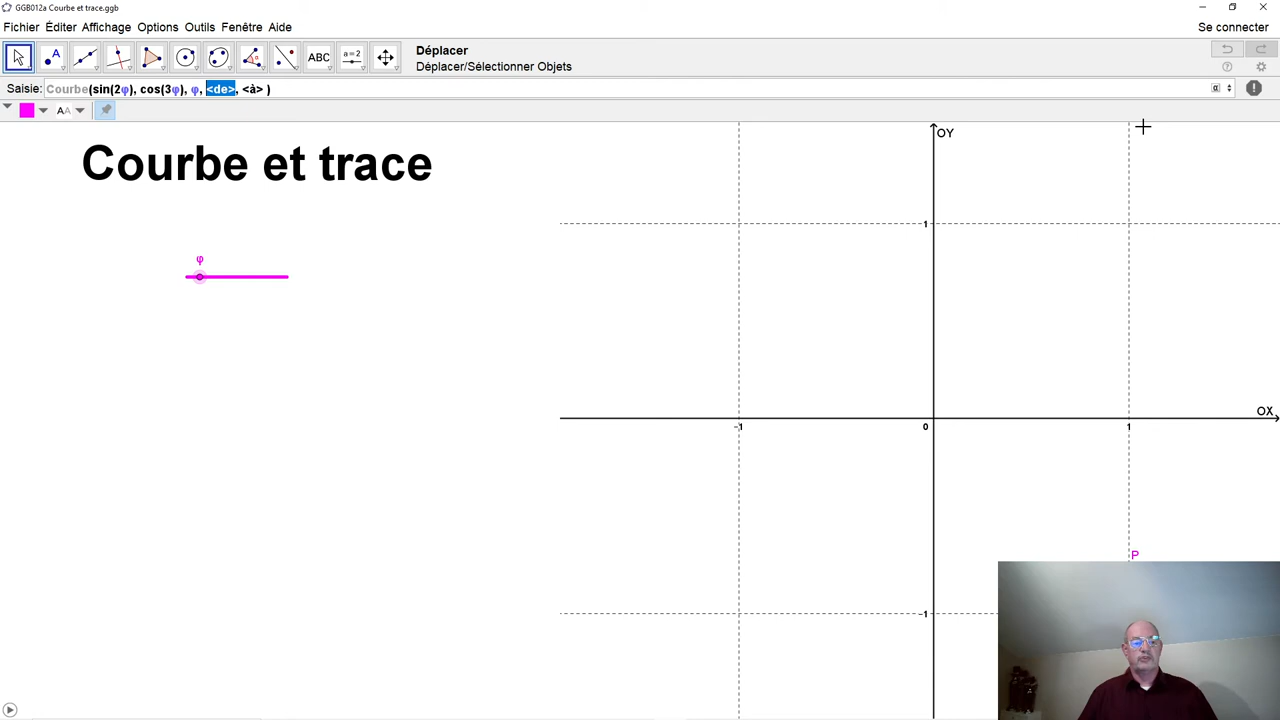 GGB012a Courbe et trace.ggb
Fichier Éditer Affichage Options Outils Fenêtre Aide
Se connecter
A
ABC
a=2
Déplacer
Déplacer/Sélectionner Objets
Saisie: Courbe(sin(2φ), cos(3φ), φ, <de>, <à> )
α
AA
Courbe et trace
φ
OY
1
-1
0
1
OX
P
-1